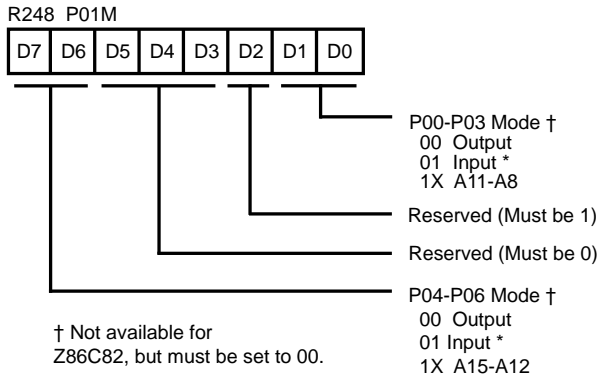 R248 P01M
D7 D6 D5 D4 D3 D2 D1 D0
P00-P03 Mode †
00 Output
01 Input *
1X A11-A8
Reserved (Must be 1)
Reserved (Must be 0)
P04-P06 Mode †
00 Output
01 Input *
1X A15-A12
† Not available for
Z86C82, but must be set to 00.